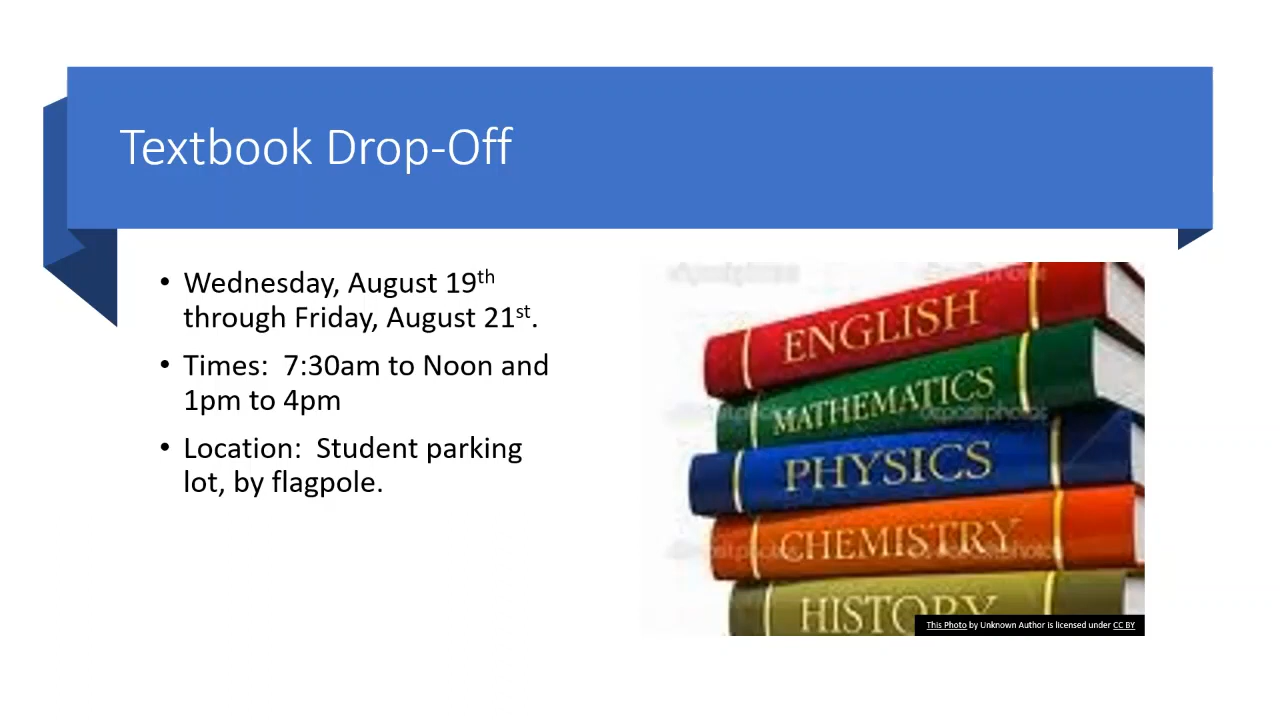 Textbook Drop-Off
• Wednesday, August 19th
through Friday, August 21st.
• Times:  7:30am to Noon and
1pm to 4pm
• Location:  Student parking
lot, by flagpole.
ENGLISH
MATHEMATICS
PHYSICS
CHEMISTRY
HISTORY
This Photo by Unknown Author is licensed under CC BY